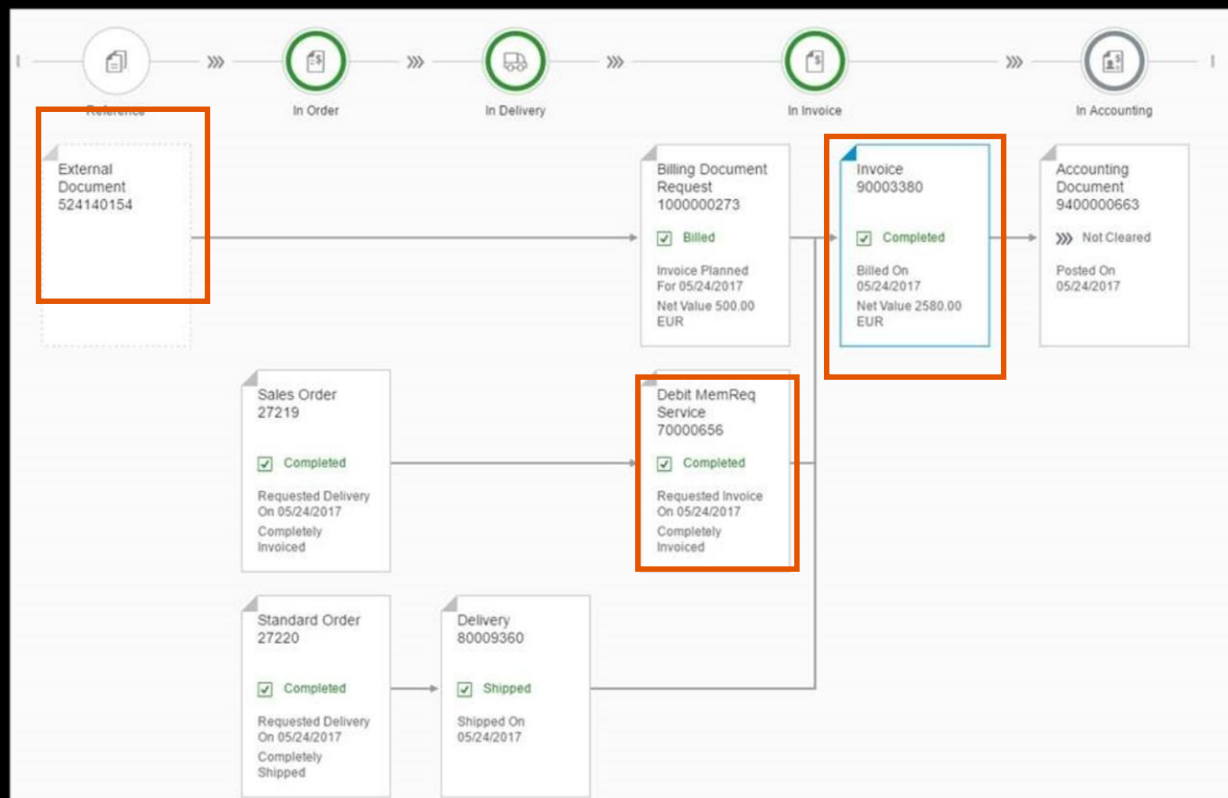 Reference
In Order
In Delivery
In Invoice
In Accounting
External
Document
524140154
Billing Document
Request
1000000273
Billed
Invoice Planned
For 05/24/2017
Net Value 500.00
EUR
Invoice
90003380
Completed
Billed On
05/24/2017
Net Value 2580.00
EUR
Accounting
Document
9400000663
Not Cleared
Posted On
05/24/2017
Sales Order
27219
Completed
Requested Delivery
On 05/24/2017
Completely
Invoiced
Debit MemReq
Service
70000656
Completed
Requested Invoice
On 05/24/2017
Completely
Invoiced
Standard Order
27220
Completed
Requested Delivery
On 05/24/2017
Completely
Shipped
Delivery
80009360
Shipped
Shipped On
05/24/2017